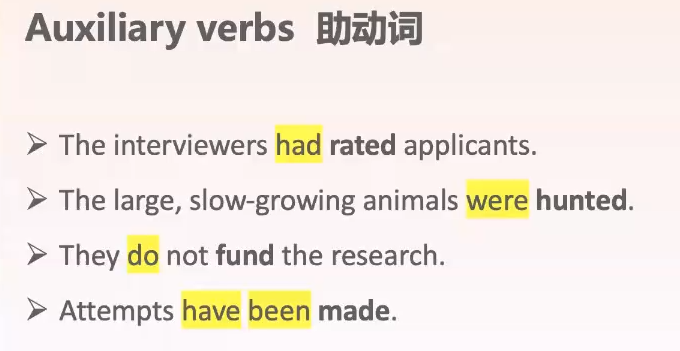 Auxiliary verbs 助动词
➢ The interviewers had rated applicants.
➢ The large, slow-growing animals were hunted.
➢ They do not fund the research.
➢ Attempts have been made.